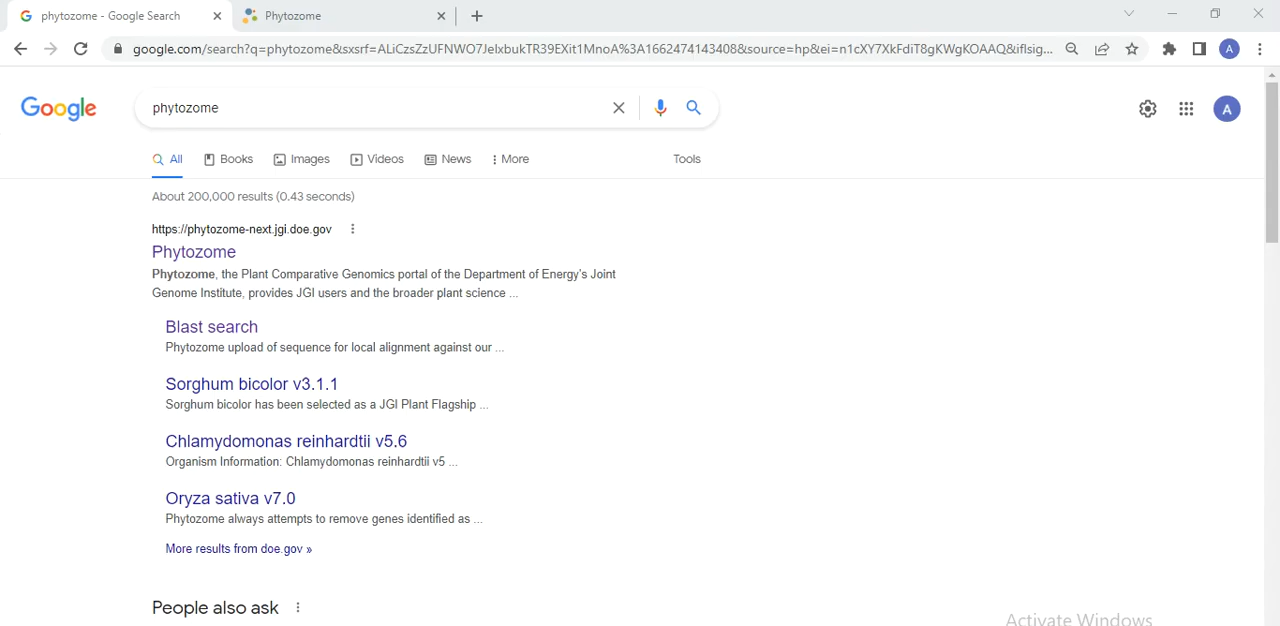 phytozome - Google Search
Phytozome
google.com/search?q=phytozome&sxsrf=ALiCzsZzUFNWO7JelxbukTR39EXit1MnoA%3A1662474143408&source=hp&ei=n1cXY7XkFdiT8gKWgKOAAQ&iflsig...
A
Google
phytozome
A
All
Books
Images
Videos
News
More
Tools
About 200,000 results (0.43 seconds)
https://phytozome-next.jgi.doe.gov
Phytozome
Phytozome, the Plant Comparative Genomics portal of the Department of Energy's Joint
Genome Institute, provides JGI users and the broader plant science ...
Blast search
Phytozome upload of sequence for local alignment against our ...
Sorghum bicolor v3.1.1
Sorghum bicolor has been selected as a JGI Plant Flagship ...
Chlamydomonas reinhardtii v5.6
Organism Information: Chlamydomonas reinhardtii v5 ...
Oryza sativa v7.0
Phytozome always attempts to remove genes identified as ...
More results from doe.gov »
People also ask
Activate Windows